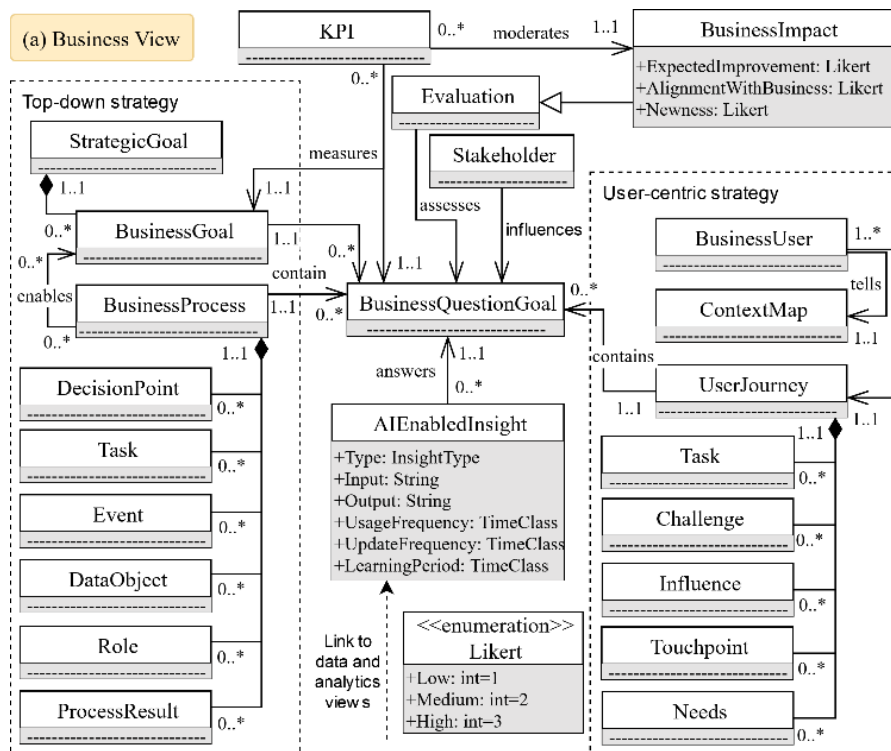 (a) Business View
KPI
0..*
moderates
1..1
BusinessImpact
+ExpectedImprovement: Likert
+AlignmentWithBusiness: Likert
+Newness: Likert
0..*
Evaluation
Top-down strategy
StrategicGoal
1..1
measures
1..1
Stakeholder
assesses
influences
User-centric strategy
0..*
BusinessGoal
1..1
0..*
1..1
BusinessUser
1..*
tells
0..*
enables
0..*
BusinessProcess
1..1
contain
0..*
BusinessQuestionGoal
0..*
ContextMap
1..1
contains
1..1
UserJourney
1..1
1..1
1..1
answers
1..1
0..*
DecisionPoint
0..*
Task
0..*
Event
0..*
DataObject
0..*
Role
0..*
ProcessResult
0..*
AIEnabledInsight
+Type: InsightType
+Input: String
+Output: String
+UsageFrequency: TimeClass
+UpdateFrequency: TimeClass
+LearningPeriod: TimeClass
Link to
data and
analytics
views
<<enumeration>>
Likert
+Low: int=1
+Medium: int=2
+High: int=3
Task
0..*
Challenge
0..*
Influence
0..*
Touchpoint
0..*
Needs
0..*